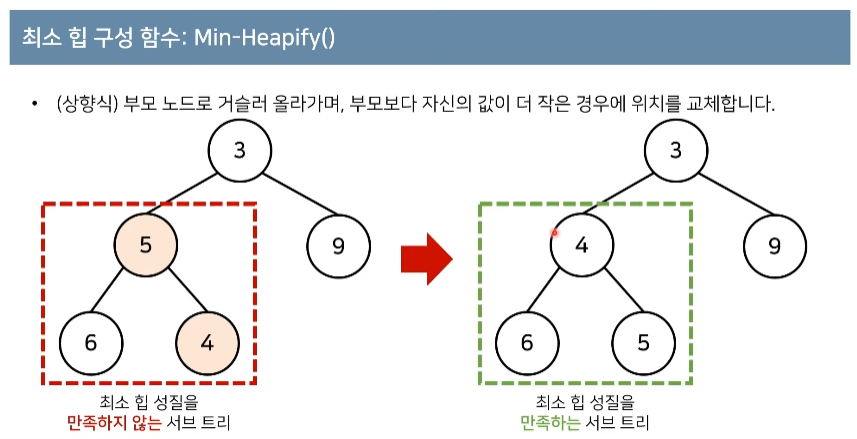 최소 힙 구성 함수: Min-Heapify()
• (상향식) 부모 노드로 거슬러 올라가며, 부모보다 자신의 값이 더 작은 경우에 위치를 교체합니다.
3
3
5
9
4
9
6
4
6
5
최소 힙 성질을
만족하지 않는 서브 트리
최소 힙 성질을
만족하는 서브 트리